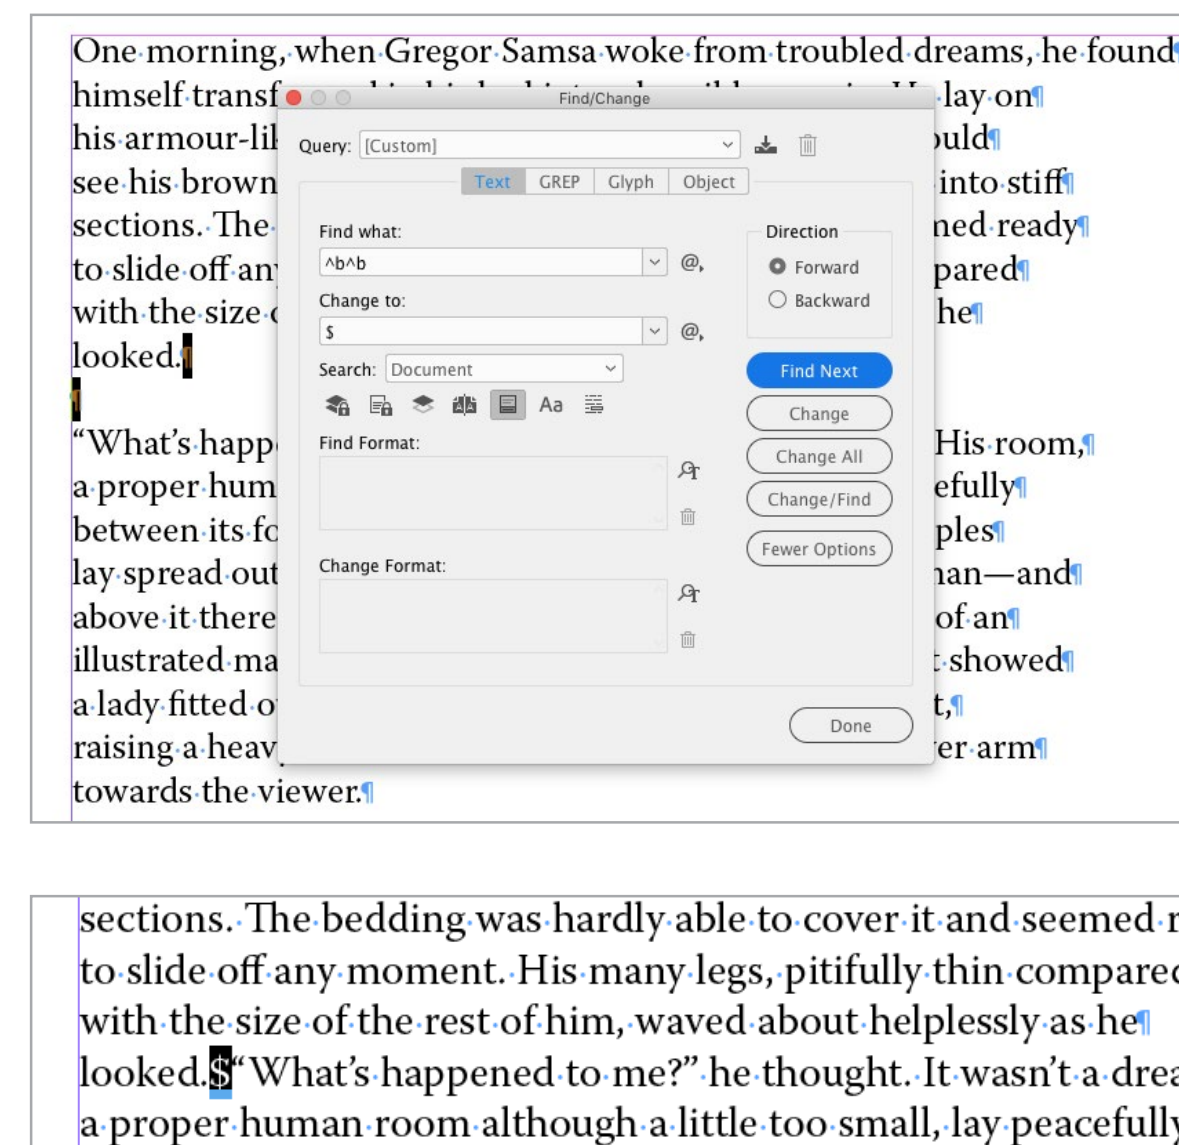 One morning, when Gregor Samsa woke from troubled dreams, he found¶
himself transf lay on¶
his armour-lik ould¶
see his brown into stiff¶
sections. The med ready¶
to slide off any pared¶
with the size o he¶
looked.¶
¶
“What’s happe His room,¶
a proper hum efully¶
between its fo ples¶
lay spread out nan—and¶
above it there of an¶
illustrated ma t showed¶
a lady fitted o t,¶
raising a heav er arm¶
towards the viewer.¶
Find/Change
Query: [Custom]
Text GREP Glyph Object
Find what:
^b^b
Change to:
$
Search: Document
Aa
Find Format:
Change Format:
Direction
Forward
Backward
Find Next
Change
Change All
Change/Find
Fewer Options
Done
sections. The bedding was hardly able to cover it and seemed r
to slide off any moment. His many legs, pitifully thin compared
with the size of the rest of him, waved about helplessly as he¶
looked.$“What’s happened to me?” he thought. It wasn’t a drea
a proper human room although a little too small, lay peacefully